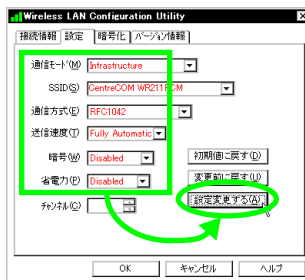 Wireless LAN Configuration Utility
接続情報 設定 暗号化 バージョン情報
通信モード(M) Infrastructure
SSID(S) CentreCOM WR211FCM
通信方式(E) RFC1042
送信速度(T) Fully Automatic
暗号(W) Disabled 初期値に戻す(D)
省電力(P) Disabled 変更前に戻す(U)
チャンネル(C) 設定変更する(A)
OK キャンセル ヘルプ